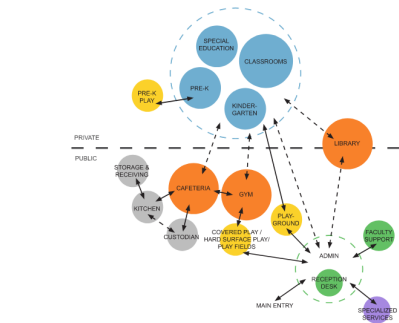 SPECIAL
EDUCATION
CLASSROOMS
PRE-K
PRE-K
PLAY
KINDER-
GARTEN
PRIVATE
PUBLIC
LIBRARY
STORAGE &
RECEIVING
CAFETERIA
GYM
KITCHEN
CUSTODIAN
PLAY-
GROUND
COVERED PLAY /
HARD SURFACE PLAY/
PLAY FIELDS
FACULTY
SUPPORT
ADMIN
RECEPTION
DESK
MAIN ENTRY
SPECIALIZED
SERVICES